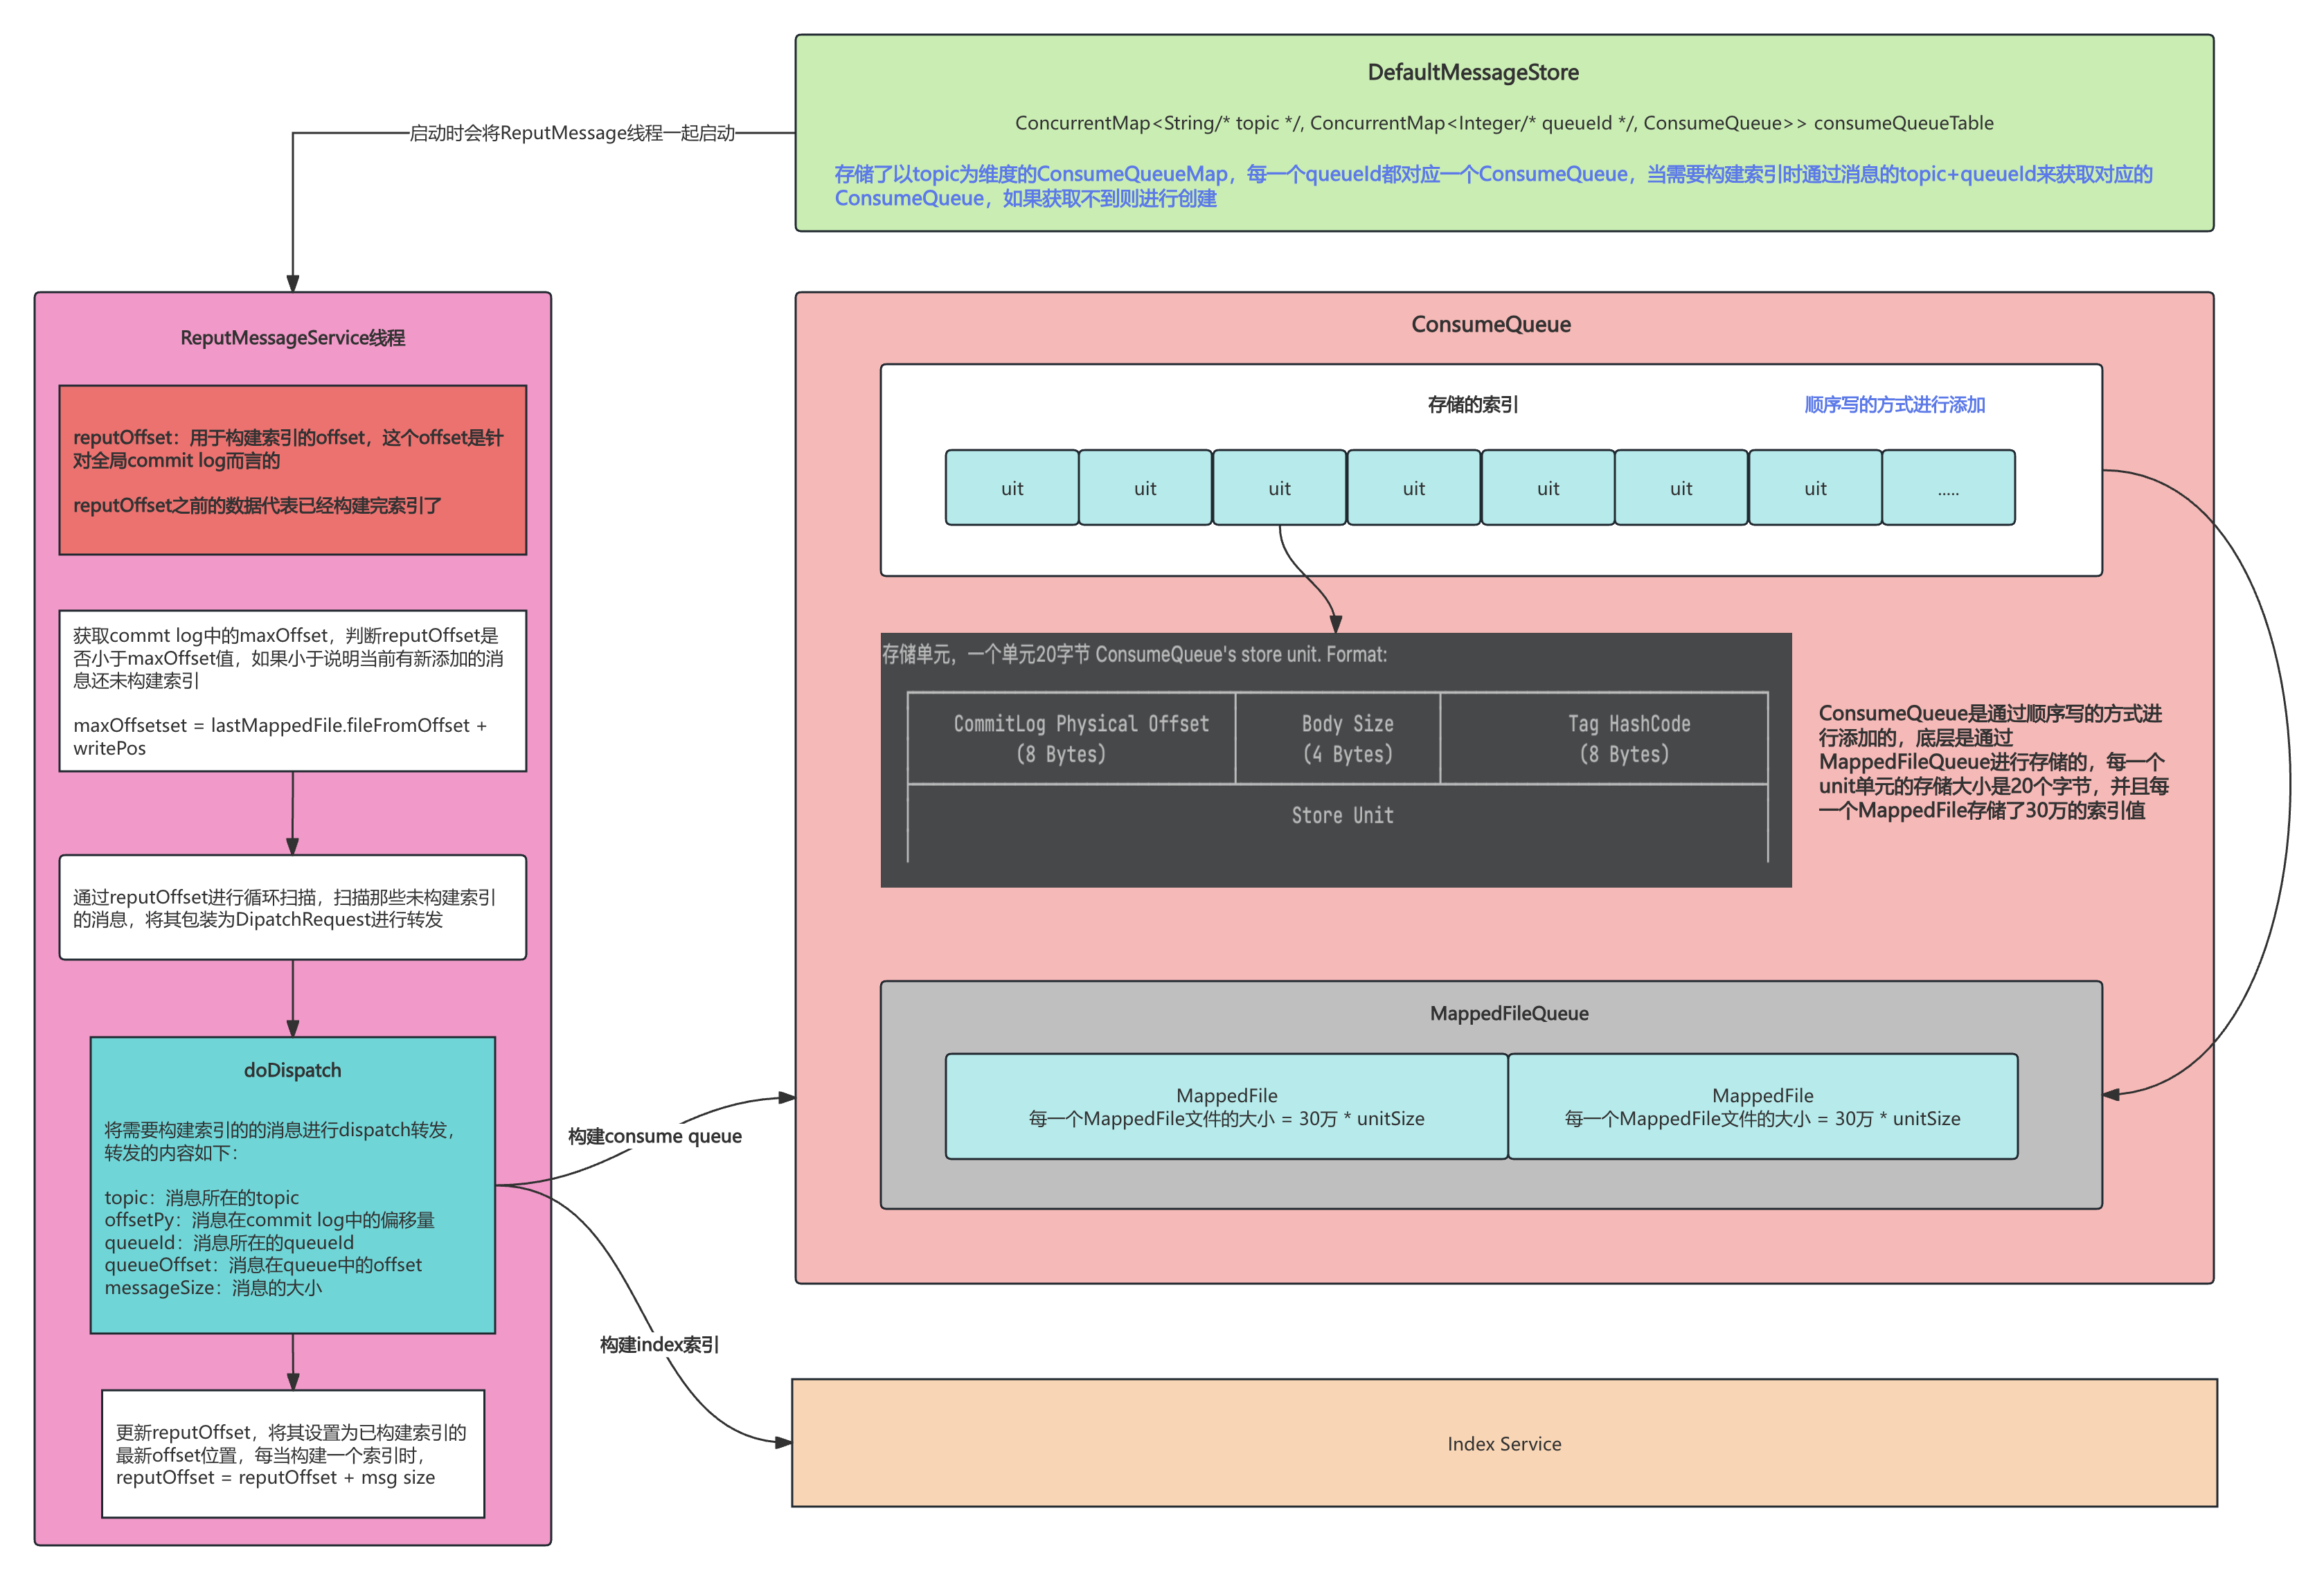 DefaultMessageStore
ConcurrentMap<String/* topic */, ConcurrentMap<Integer/* queueId */, ConsumeQueue>> consumeQueueTable
存储了以topic为维度的ConsumeQueueMap，每一个queueId都对应一个ConsumeQueue，当需要构建索引时通过消息的topic+queueId来获取对应的
ConsumeQueue，如果获取不到则进行创建
启动时会将ReputMessage线程一起启动
ReputMessageService线程
reputOffset：用于构建索引的offset，这个offset是针
对全局commit log而言的
reputOffset之前的数据代表已经构建完索引了
获取commt log中的maxOffset，判断reputOffset是
否小于maxOffset值，如果小于说明当前有新添加的消
息还未构建索引
maxOffsetset = lastMappedFile.fileFromOffset +
writePos
通过reputOffset进行循环扫描，扫描那些未构建索引
的消息，将其包装为DipatchRequest进行转发
doDispatch
将需要构建索引的的消息进行dispatch转发，
转发的内容如下：
topic：消息所在的topic
offsetPy：消息在commit log中的偏移量
queueId：消息所在的queueId
queueOffset：消息在queue中的offset
messageSize：消息的大小
更新reputOffset，将其设置为已构建索引的
最新offset位置，每当构建一个索引时，
reputOffset = reputOffset + msg size
构建consume queue
构建index索引
ConsumeQueue
存储的索引
顺序写的方式进行添加
uit
uit
uit
uit
uit
uit
uit
.....
存储单元，一个单元20字节 ConsumeQueue's store unit. Format:
CommitLog Physical Offset
(8 Bytes)
Body Size
(4 Bytes)
Tag HashCode
(8 Bytes)
Store Unit
ConsumeQueue是通过顺序写的方式进
行添加的，底层是通过
MappedFileQueue进行存储的，每一个
unit单元的存储大小是20个字节，并且每
一个MappedFile存储了30万的索引值
MappedFileQueue
MappedFile
每一个MappedFile文件的大小 = 30万 * unitSize
MappedFile
每一个MappedFile文件的大小 = 30万 * unitSize
Index Service